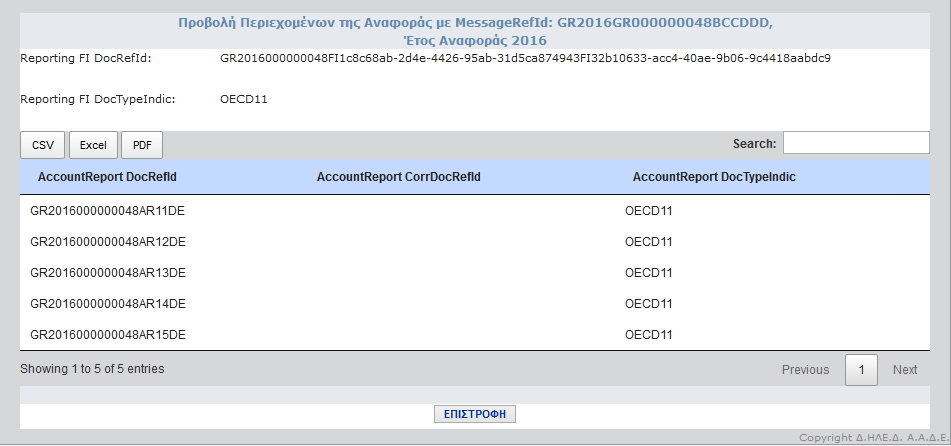 Προβολή Περιεχομένων της Αναφοράς με MessageRefId: GR2016GR000000048BCCDDD,
Έτος Αναφοράς 2016
Reporting FI DocRefId: GR2016000000048FI1c8c68ab-2d4e-4426-95ab-31d5ca874943FI32b10633-acc4-40ae-9b06-9c4418aabdc9
Reporting FI DocTypeIndic: OECD11
CSV Excel PDF Search:
AccountReport DocRefId AccountReport CorrDocRefId AccountReport DocTypeIndic
GR2016000000048AR11DE OECD11
GR2016000000048AR12DE OECD11
GR2016000000048AR13DE OECD11
GR2016000000048AR14DE OECD11
GR2016000000048AR15DE OECD11
Showing 1 to 5 of 5 entries Previous 1 Next
ΕΠΙΣΤΡΟΦΗ
Copyright Δ.ΗΛΕ.Δ. Α.Α.Δ.Ε.